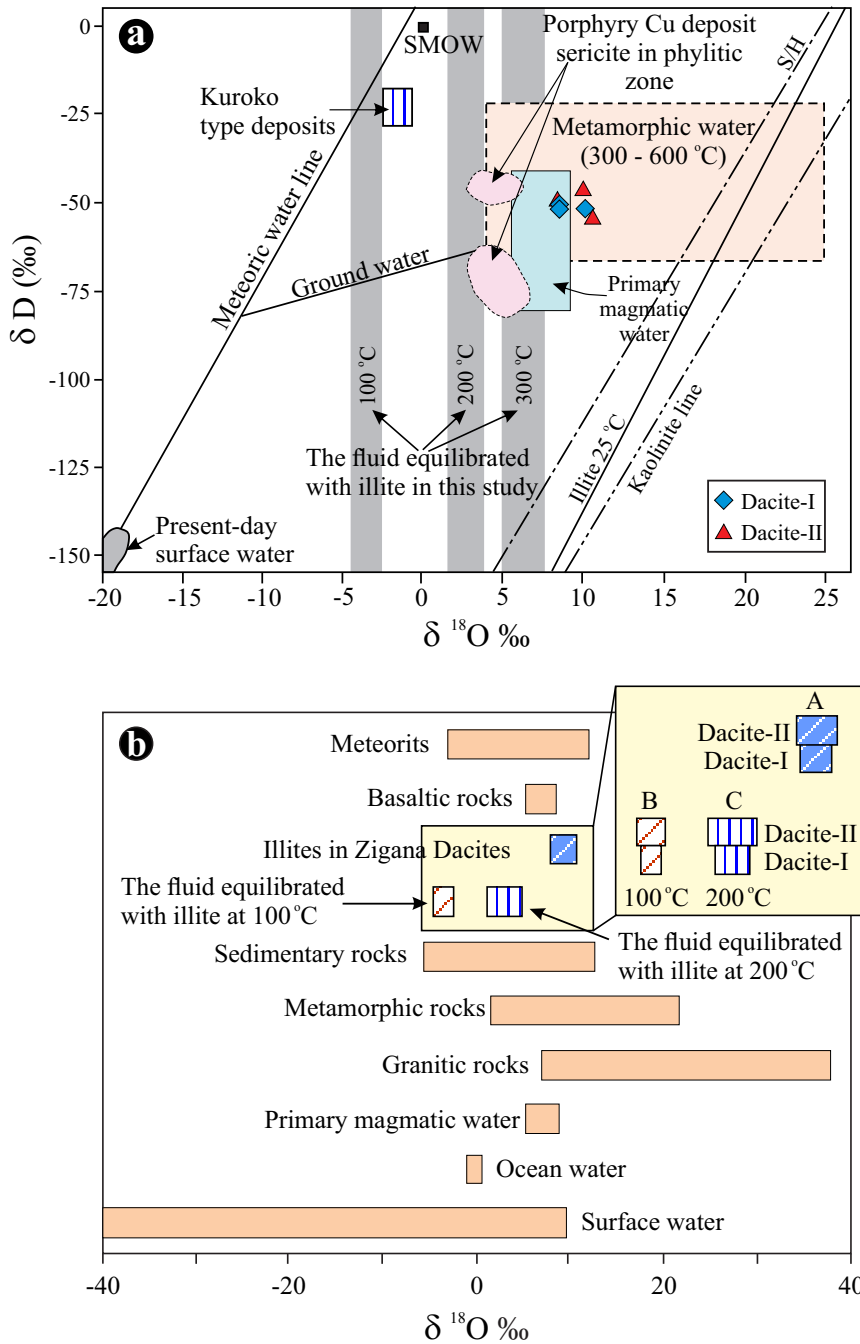 a
0
-25
-50
-75
-100
-125
-150
δ D (‰)
-20
-15
-10
-5
0
5
10
15
20
25
δ ¹⁸O ‰
SMOW
Porphyry Cu deposit
sericite in phylitic
zone
Kuroko
type deposits
S/H
Metamorphic water
(300 - 600 °C)
Meteoric water line
Ground water
Primary
magmatic
water
100 °C
200 °C
300 °C
The fluid equilibrated
with illite in this study
Illite 25 °C
Kaolinite line
Present-day
surface water
Dacite-I
Dacite-II
b
Meteorits
Basaltic rocks
Illites in Zigana Dacites
The fluid equilibrated
with illite at 100 °C
The fluid equilibrated
with illite at 200 °C
A
Dacite-II
Dacite-I
B
C
Dacite-II
Dacite-I
100 °C
200 °C
Sedimentary rocks
Metamorphic rocks
Granitic rocks
Primary magmatic water
Ocean water
Surface water
-40
0
40
δ ¹⁸O ‰